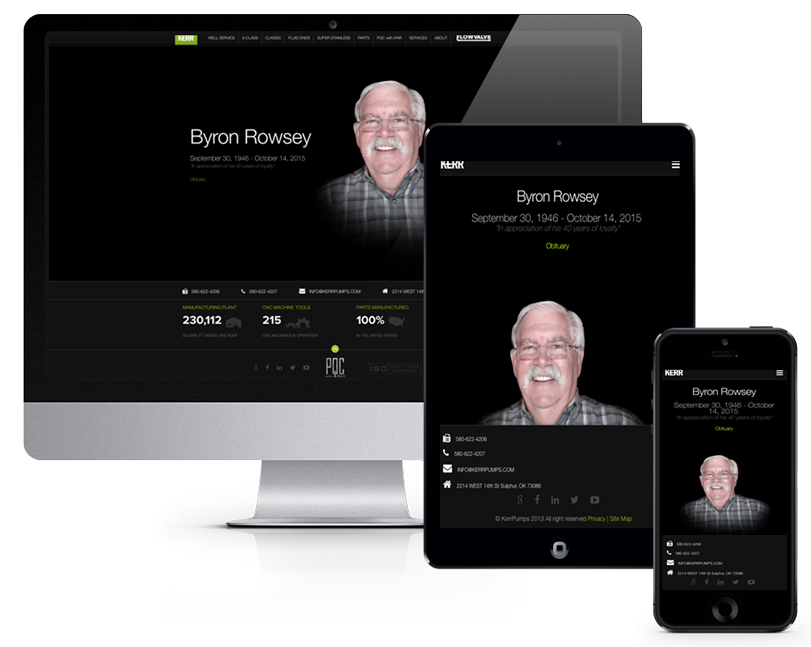 KERR WELL SERVICE X-CLASS CLASSIC FLUID ENDS SUPER STAINLESS PARTS PQC with IPAR SERVICES ABOUT FLOWVALVE
Byron Rowsey
September 30, 1946 - October 14, 2015
"In appreciation of his 40 years of loyalty"
Obituary
580-622-4206 580-622-4207 INFO@KERRPUMPS.COM 2214 WEST 14th
MANUFACTURING PLANT CNC MACHINE TOOLS PARTS MANUFACTURED
230,112 215 100%
SQUARE FT UNDER ONE ROOF CNC MACHINES IN OPERATION IN THE UNITED STATES
PQC ISO
KERR
Byron Rowsey
September 30, 1946 - October 14, 2015
"In appreciation of his 40 years of loyalty"
Obituary
580-622-4206
580-622-4207
INFO@KERRPUMPS.COM
2214 WEST 14th St Sulphur, OK 73086
© KerrPumps 2013 All right reserved Privacy | Site Map
KERR
Byron Rowsey
September 30, 1946 - October
14, 2015
"In appreciation of his 40 years of loyalty"
Obituary
580-622-4206
580-622-4207
INFO@KERRPUMPS.COM
2214 WEST 14th St Sulphur, OK 73086